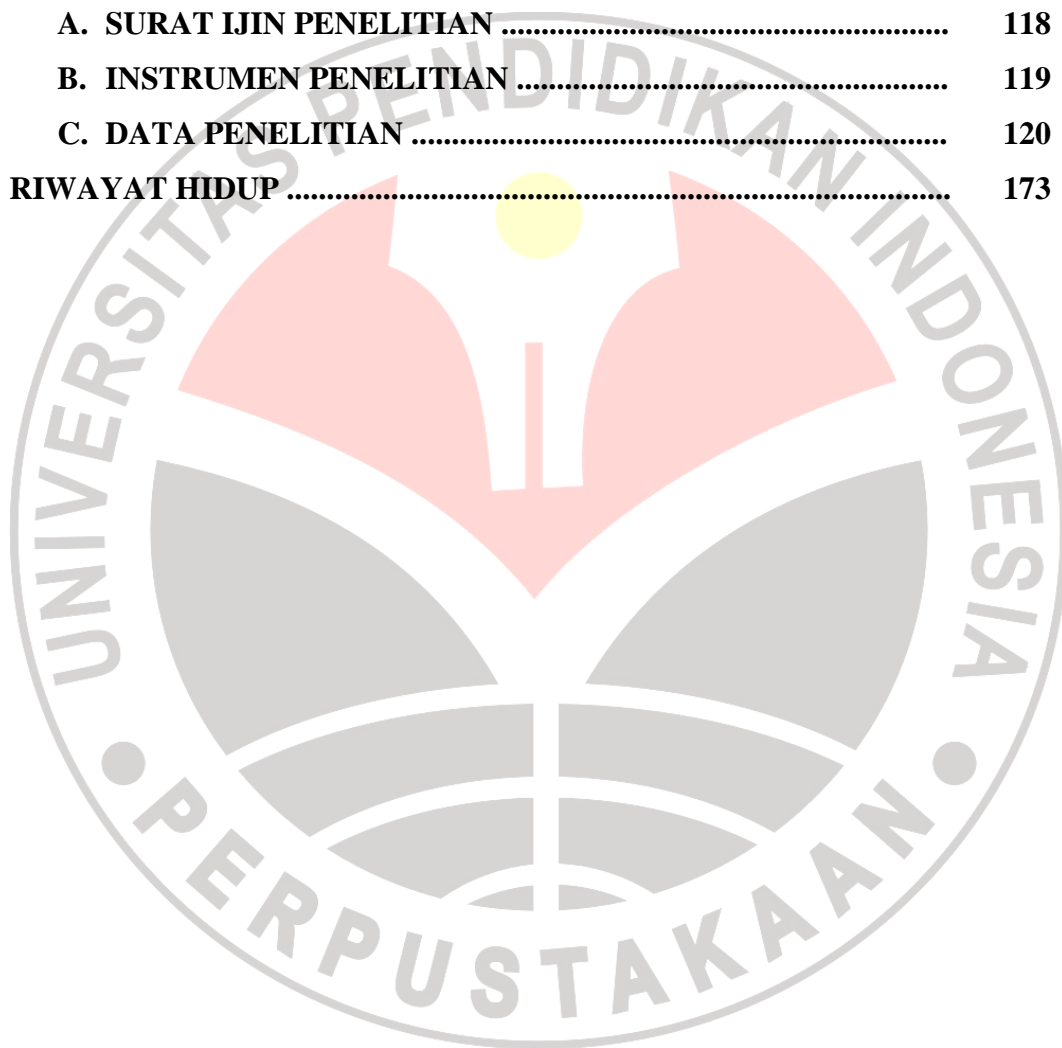 A. SURAT IJIN PENELITIAN ........................................................ 118
B. INSTRUMEN PENELITIAN ...................................................... 119
C. DATA PENELITIAN ................................................................... 120
RIWAYAT HIDUP ................................................................................... 173
UNIVERSITAS PENDIDIKAN INDONESIA
PERPUSTAKAAN